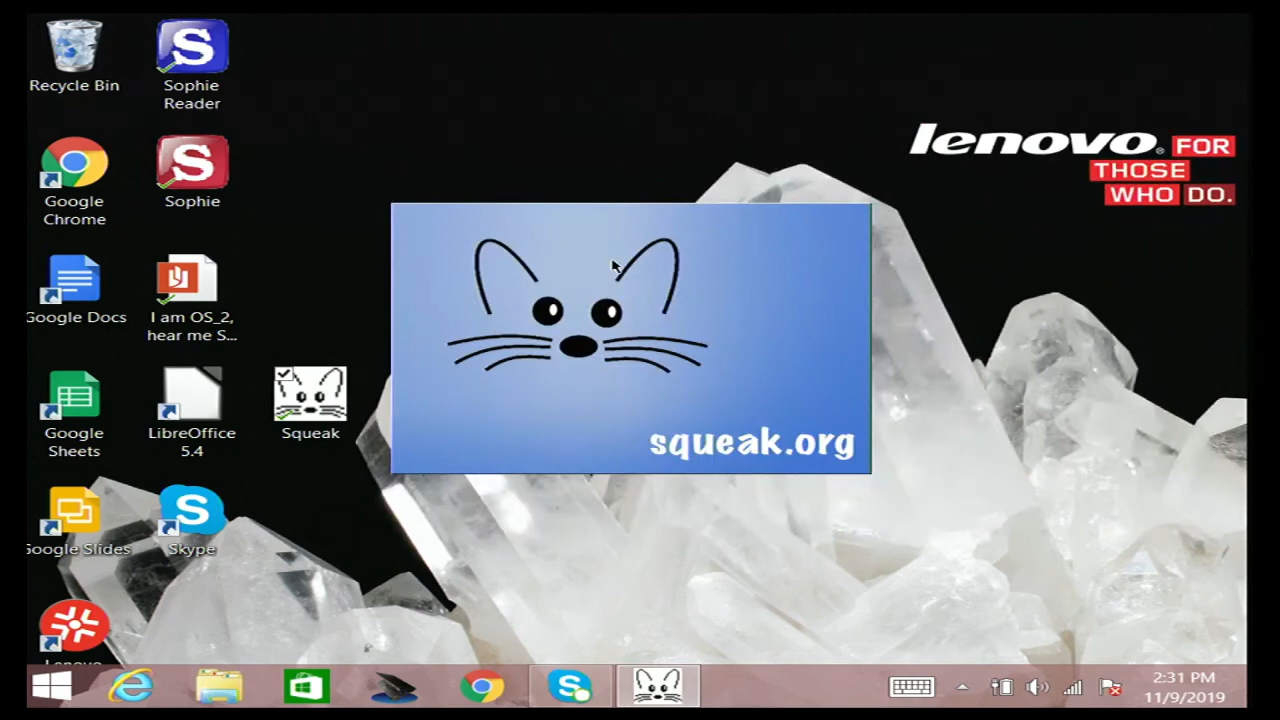 Recycle Bin
Sophie
Reader
Google
Chrome
Sophie
Google Docs
I am OS_2,
hear me S...
Google
Sheets
LibreOffice
5.4
Squeak
Google Slides
Skype
Lenovo
lenovo
FOR
THOSE
WHO DO.
squeak.org
2:31 PM
11/9/2019